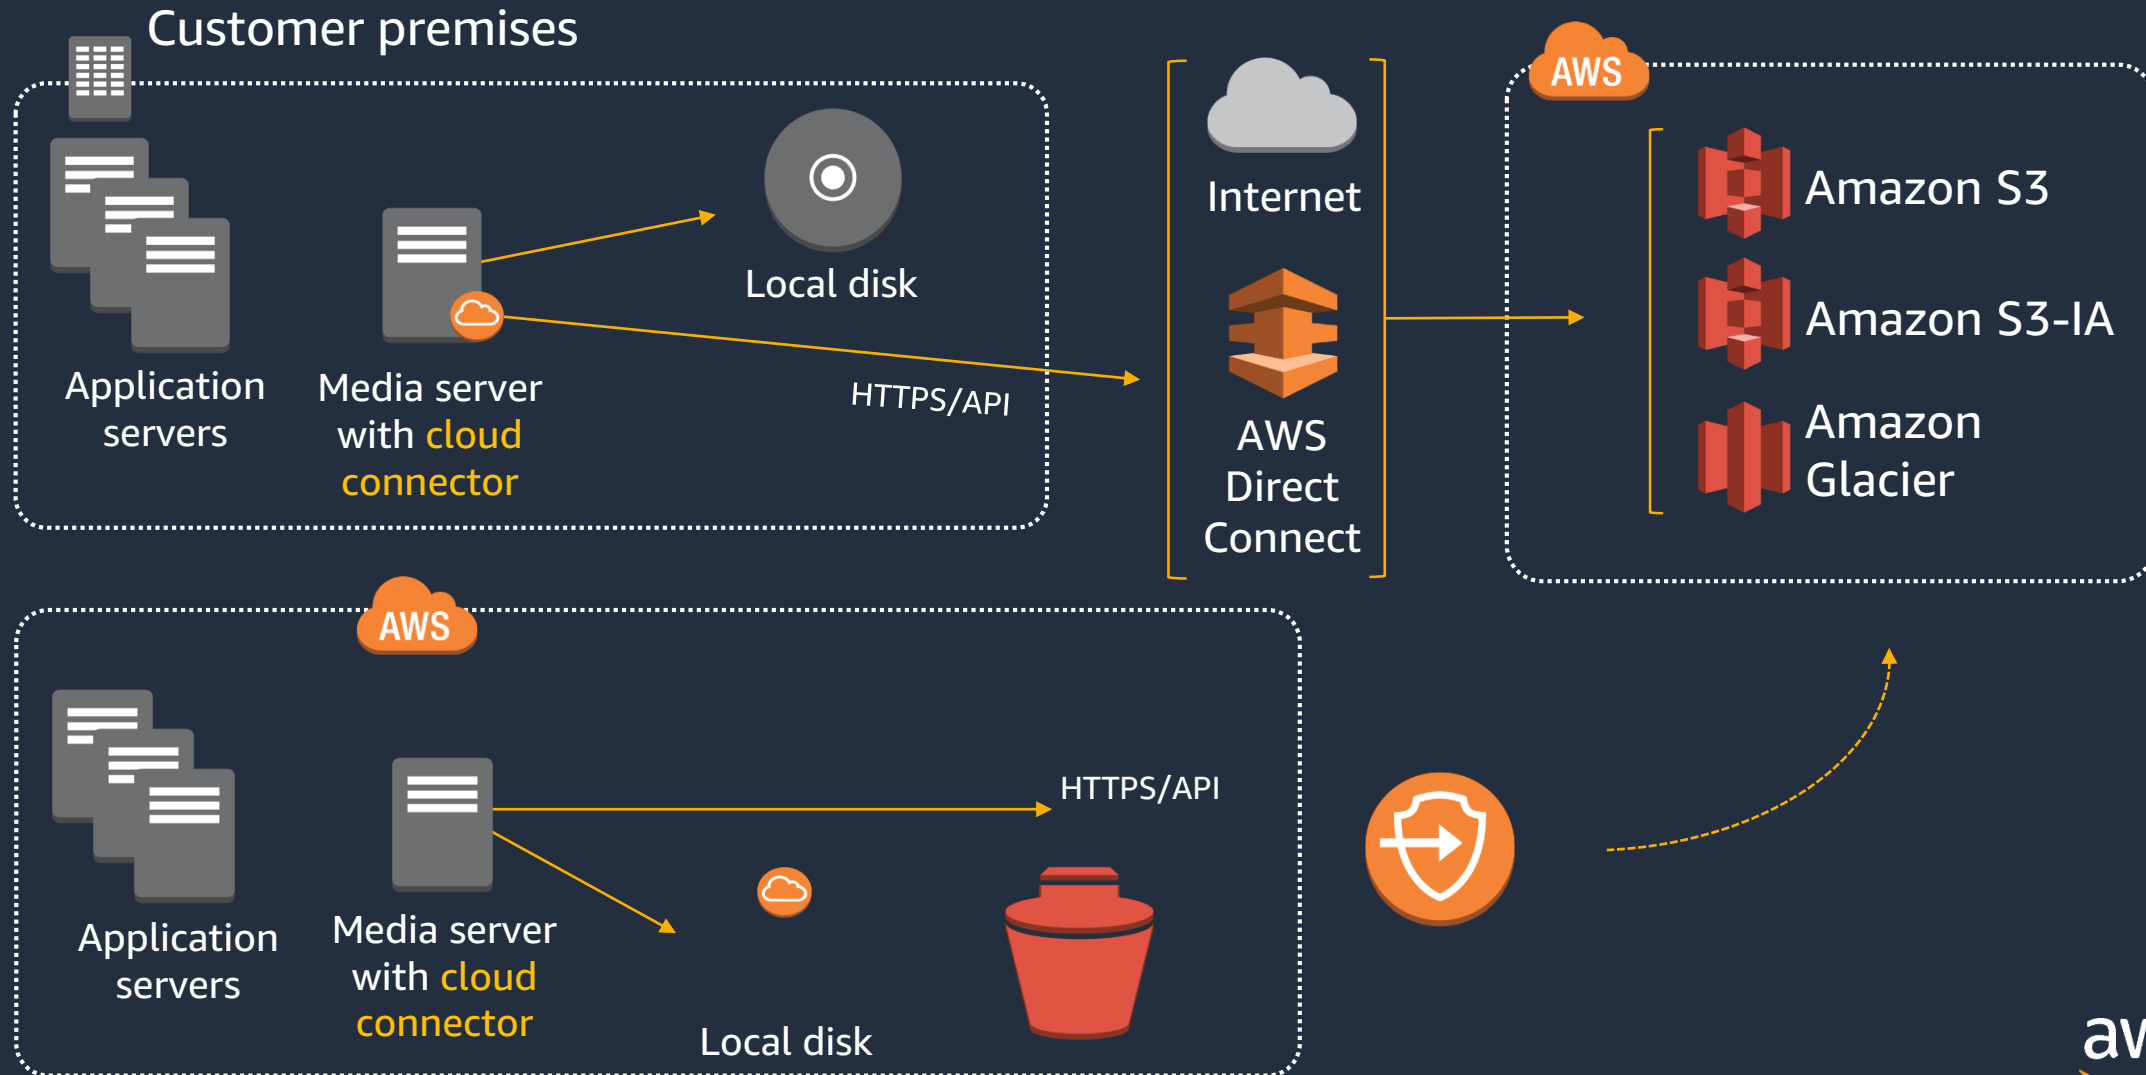 Customer premises
AWS
Internet
Amazon S3
Local disk
Amazon S3-IA
Application
servers
Media server
with cloud
connector
HTTPS/API
AWS
Direct
Connect
Amazon
Glacier
AWS
HTTPS/API
Application
servers
Media server
with cloud
connector
Local disk